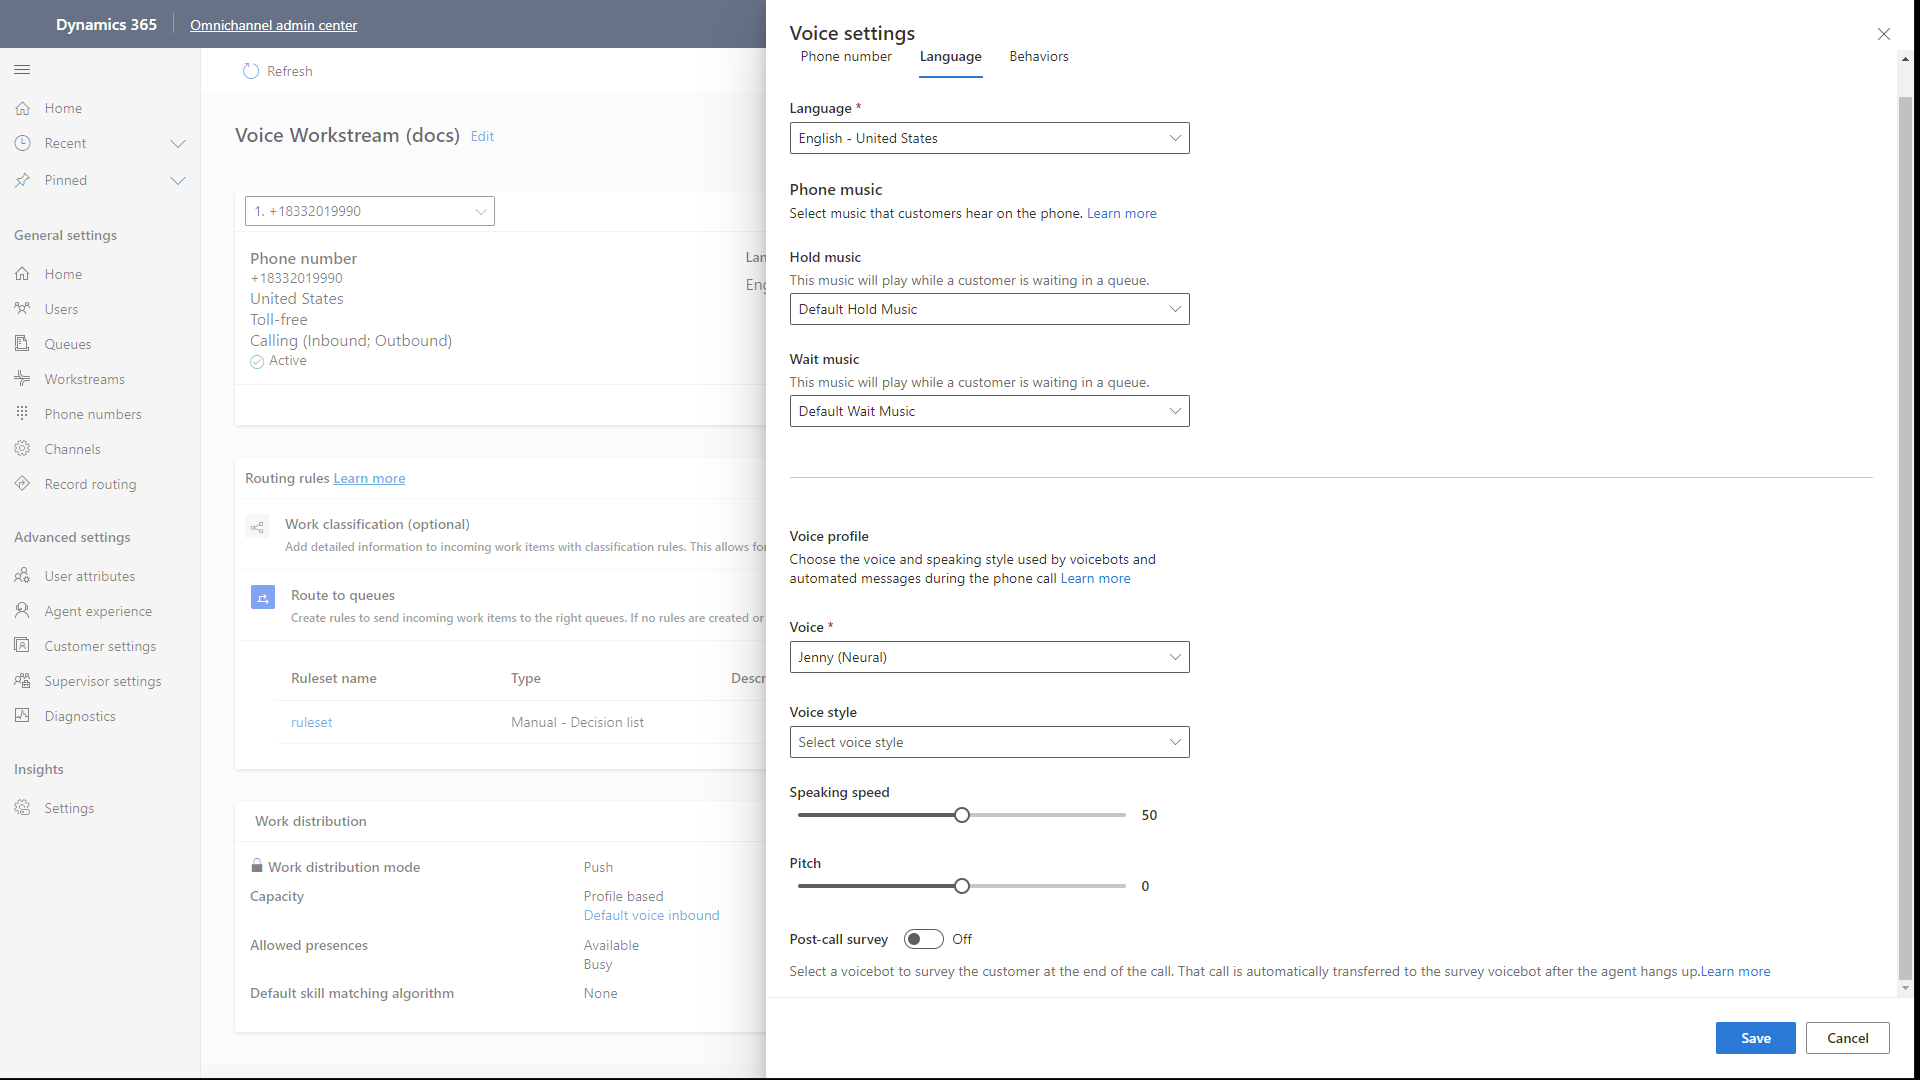 Dynamics 365
Omnichannel admin center
Home
Recent
Pinned
General settings
Home
Users
Queues
Workstreams
Phone numbers
Channels
Record routing
Advanced settings
User attributes
Agent experience
Customer settings
Supervisor settings
Diagnostics
Insights
Settings
Refresh
Voice Workstream (docs) Edit
1. +18332019990
Phone number
+18332019990
United States
Toll-free
Calling (Inbound; Outbound)
Active
Lan
Eng
Routing rules Learn more
Work classification (optional)
Add detailed information to incoming work items with classification rules. This allows fo
Route to queues
Create rules to send incoming work items to the right queues. If no rules are created or
Ruleset name Type Descr
ruleset Manual - Decision list
Work distribution
Work distribution mode Push
Capacity Profile based
Default voice inbound
Allowed presences Available
Busy
Default skill matching algorithm None
Voice settings
Phone number Language Behaviors
Language *
English - United States
Phone music
Select music that customers hear on the phone. Learn more
Hold music
This music will play while a customer is waiting in a queue.
Default Hold Music
Wait music
This music will play while a customer is waiting in a queue.
Default Wait Music
Voice profile
Choose the voice and speaking style used by voicebots and
automated messages during the phone call Learn more
Voice *
Jenny (Neural)
Voice style
Select voice style
Speaking speed
50
Pitch
0
Post-call survey Off
Select a voicebot to survey the customer at the end of the call. That call is automatically transferred to the survey voicebot after the agent hangs up.Learn more
Save Cancel